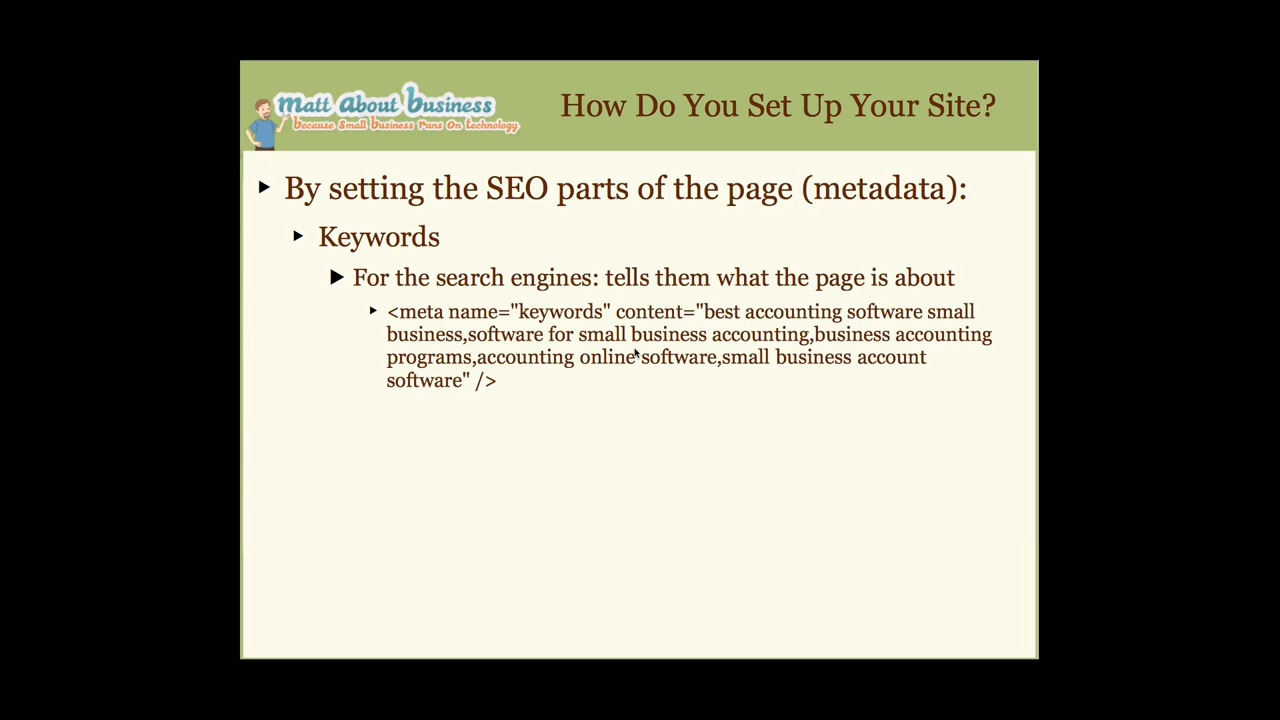 Matt About Business
because Small Business Runs On Technology
How Do You Set Up Your Site?
By setting the SEO parts of the page (metadata):
Keywords
For the search engines: tells them what the page is about
<meta name="keywords" content="best accounting software small
business,software for small business accounting,business accounting
programs,accounting online software,small business account
software" />